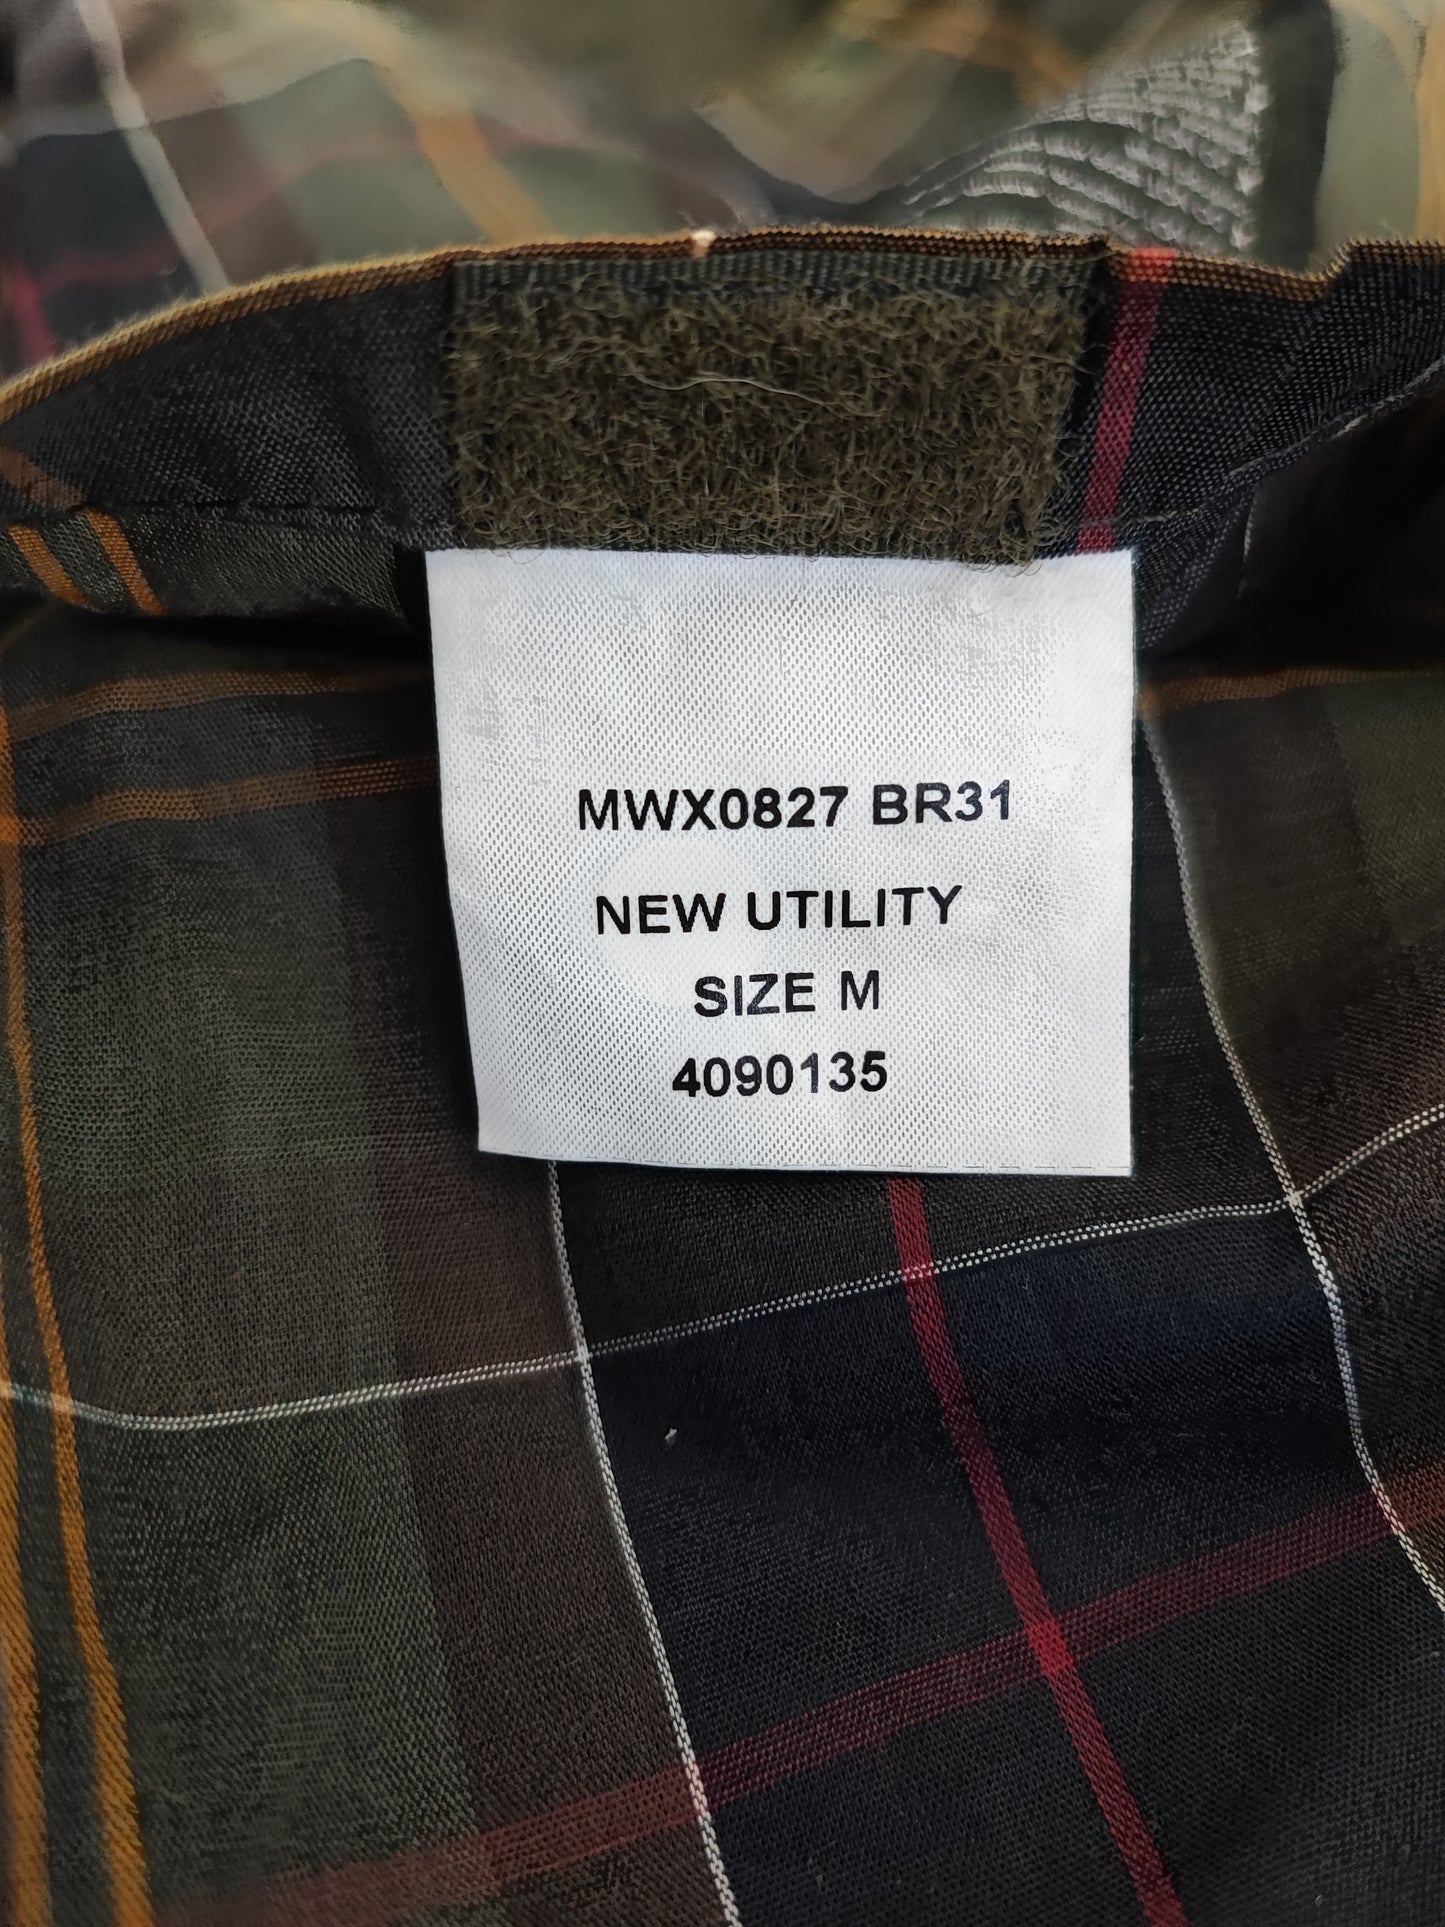 MWX0827 BR31
NEW UTILITY
SIZE M
4090135